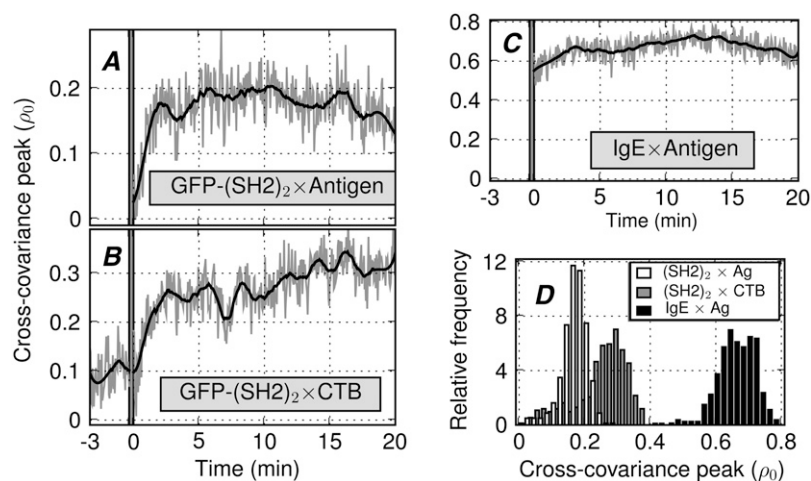 A
0.2
0.1
0
GFP-(SH2)2×Antigen
B
0.3
0.2
0.1
0
GFP-(SH2)2×CTB
-3 0 5 10 15 20
Time (min)
Cross-covariance peak (ρ0)
C
0.8
0.6
0.4
0.2
0
IgE×Antigen
-3 0 5 10 15 20
Time (min)
D
12
8
4
0
(SH2)2 × Ag
(SH2)2 × CTB
IgE × Ag
Relative frequency
0 0.2 0.4 0.6 0.8
Cross-covariance peak (ρ0)